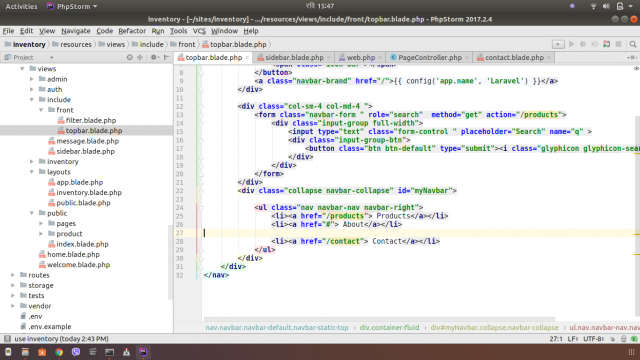 Activities PhpStorm রবি 15:47
inventory - [~/sites/inventory] - .../resources/views/include/front/topbar.blade.php - PhpStorm 2017.2.4
File Edit View Navigate Code Refactor Run Tools VCS Window Help
inventory resources views include front topbar.blade.php
Project
views
admin
auth
include
front
filter.blade.php
topbar.blade.php
message.blade.php
sidebar.blade.php
inventory
layouts
app.blade.php
inventory.blade.php
public.blade.php
public
pages
product
index.blade.php
home.blade.php
welcome.blade.php
routes
storage
tests
vendor
.env
.env.example
topbar.blade.php sidebar.blade.php web.php PageController.php contact.blade.php
8 </button>
9 <a class="navbar-brand" href="/">{{ config('app.name', 'Laravel') }}</a>
10 </div>
11
12 <div class="col-sm-4 col-md-4 ">
13 <form class="navbar-form " role="search" method="get" action="/products">
14 <div class="input-group full-width">
15 <input type="text" class="form-control " placeholder="Search" name="q" >
16 <div class="input-group-btn">
17 <button class="btn btn-default" type="submit"><i class="glyphicon glyphicon-sear
18 </div>
19 </div>
20 </form>
21 </div>
22 <div class="collapse navbar-collapse" id="myNavbar">
23
24 <ul class="nav navbar-nav navbar-right">
25 <li><a href="/products"> Products</a></li>
26 <li><a href="#"> About</a></li>
27
28 <li><a href="/contact"> Contact</a></li>
29 </ul>
30 </div>
31 </div>
32 </nav>
nav.navbar.navbar-default.navbar-static-top div.container-fluid div#myNavbar.collapse.navbar-collapse ul.nav.navbar-nav.nav
use inventory (today 2:43 PM) 27:1 LF UTF-8